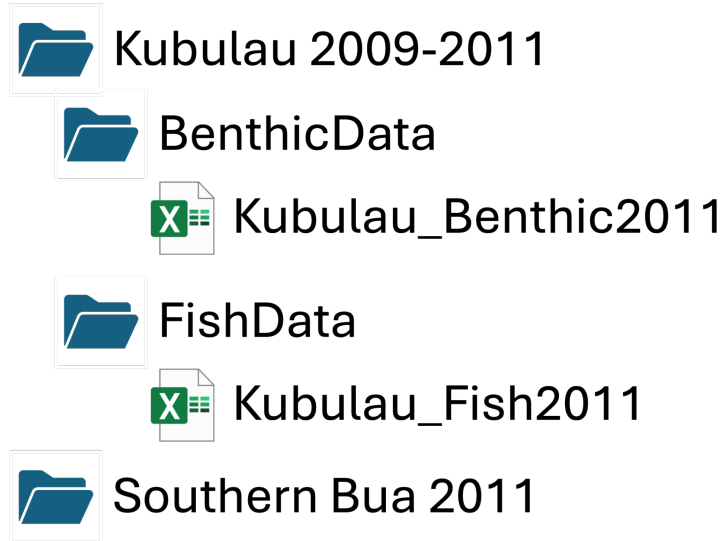 Kubulau 2009-2011
BenthicData
Kubulau_Benthic2011
FishData
Kubulau_Fish2011
Southern Bua 2011